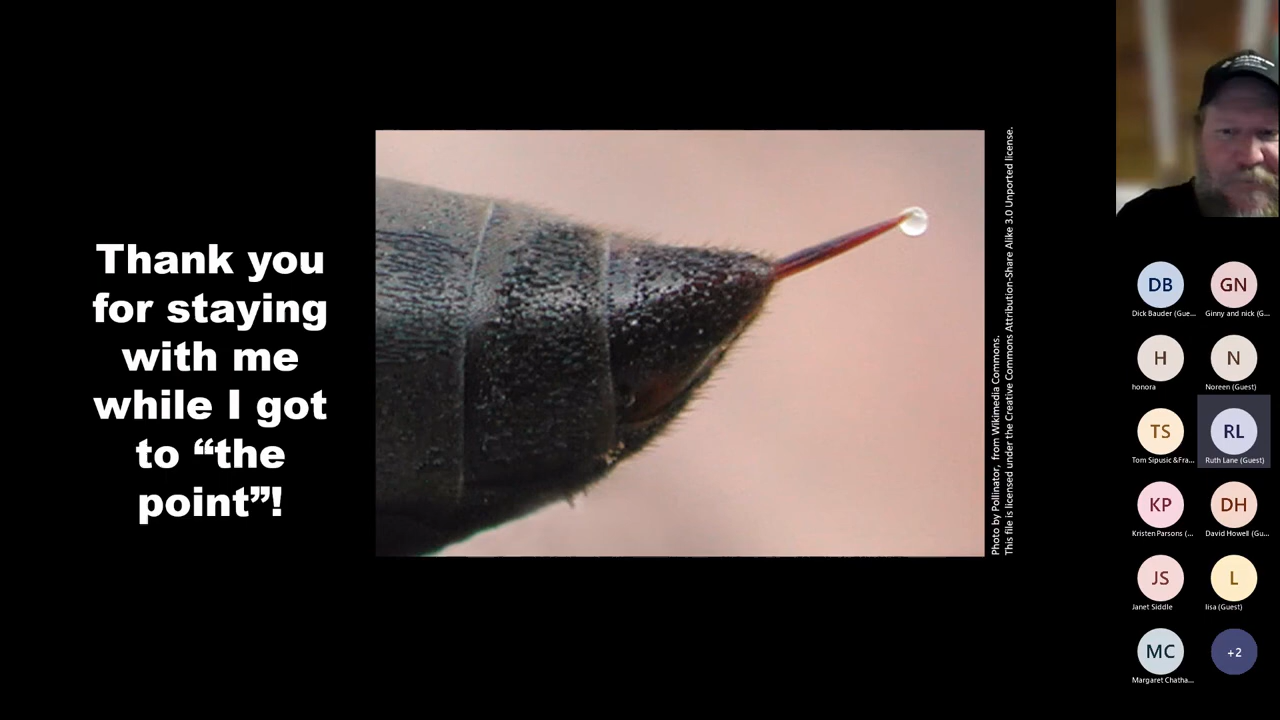 Thank you
for staying
with me
while I got
to “the
point”!
Photo by Pollinator, from Wikimedia Commons.
This file is licensed under the Creative Commons Attribution-Share Alike 3.0 Unported license.
DB
Dick Bauder (Gue...
GN
Ginny and nick (G...
H
honora
N
Noreen (Guest)
TS
Tom Sipusic &Fra...
RL
Ruth Lane (Guest)
KP
Kristen Parsons (...
DH
David Howell (Gu...
JS
Janet Siddle
L
lisa (Guest)
MC
Margaret Chatha...
+2